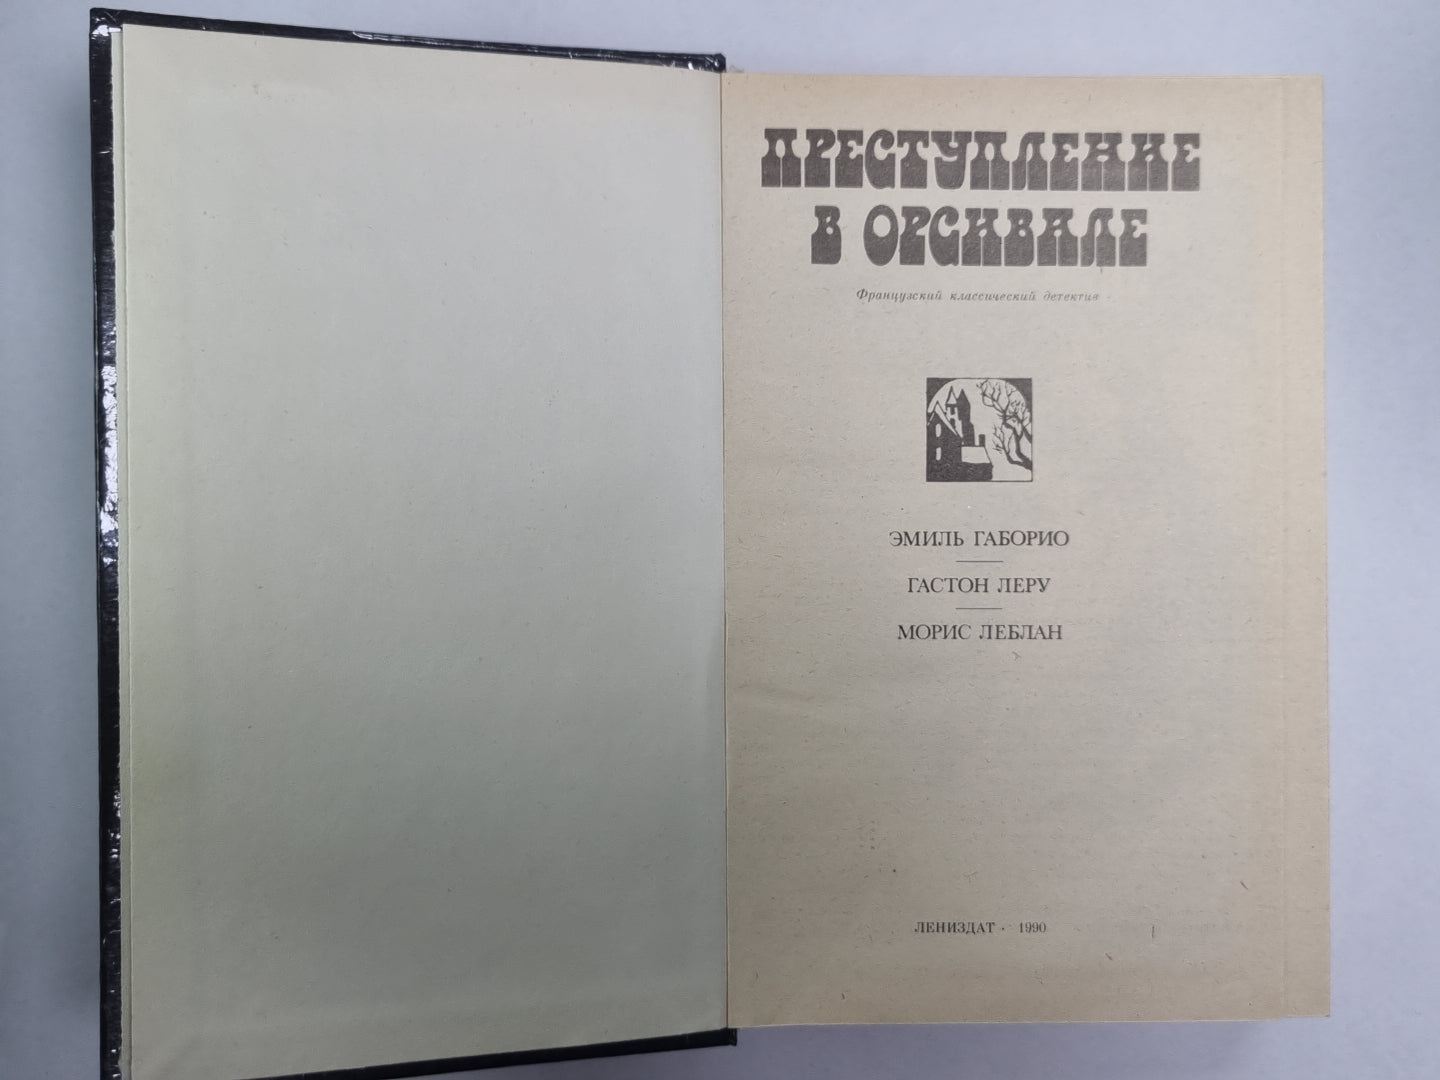 ПРЕСТУПЛЕНИЕ
В ОРСИВАЛЕ
Французский классический детектив
ЭМИЛЬ ГАБОРИО
ГАСТОН ЛЕРУ
МОРИС ЛЕБЛАН
ЛЕНИЗДАТ · 1990